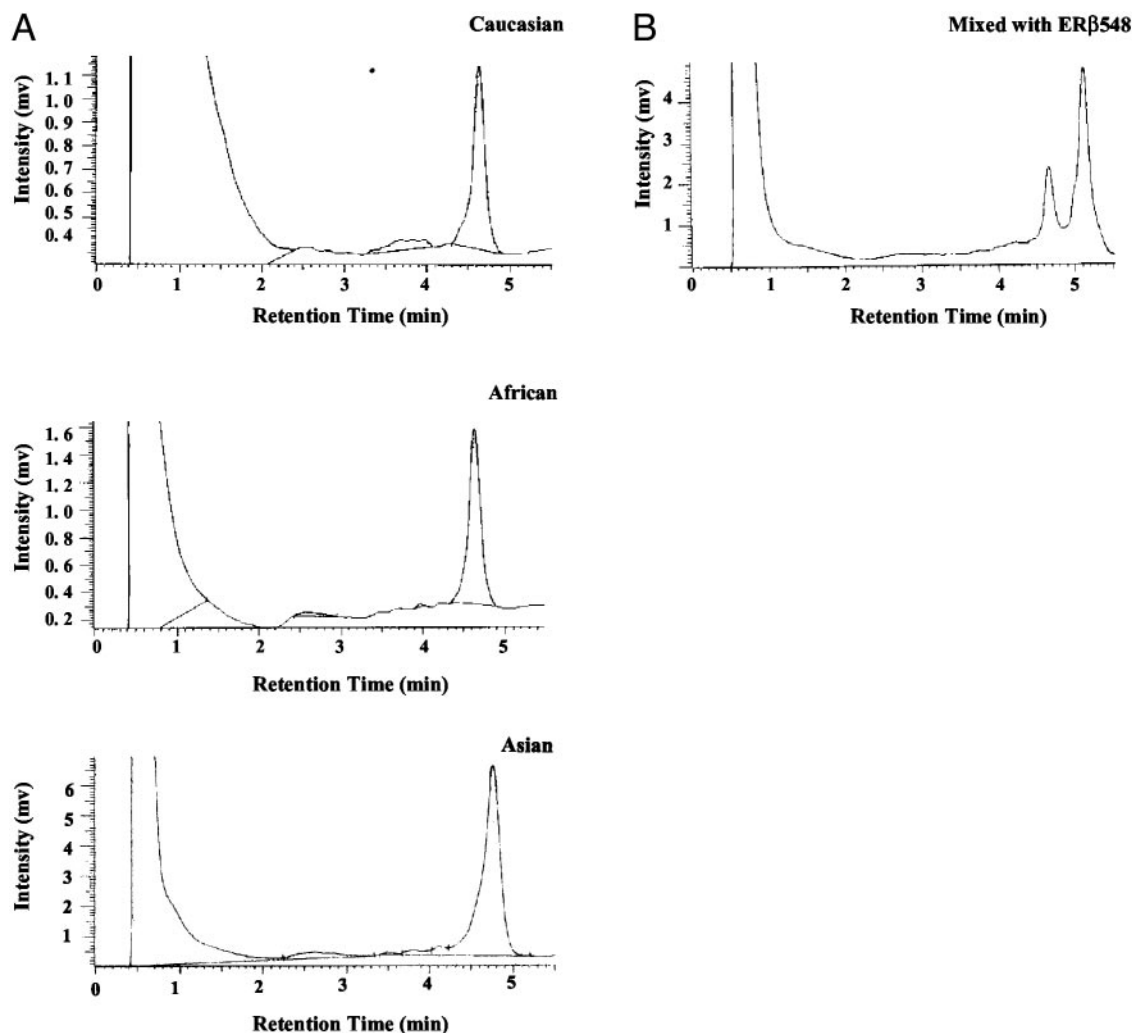 A
Caucasian
Intensity (mv)
1. 1
1. 0
0. 9
0. 8
0. 7
0. 6
0. 5
0. 4
0 1 2 3 4 5
Retention Time (min)
B
Mixed with ERβ548
Intensity (mv)
4
3
2
1
0 1 2 3 4 5
Retention Time (min)
African
Intensity (mv)
1. 6
1. 4
1. 2
1. 0
0. 8
0. 6
0. 4
0. 2
0 1 2 3 4 5
Retention Time (min)
Asian
Intensity (mv)
6
5
4
3
2
1
0 1 2 3 4 5
Retention Time (min)